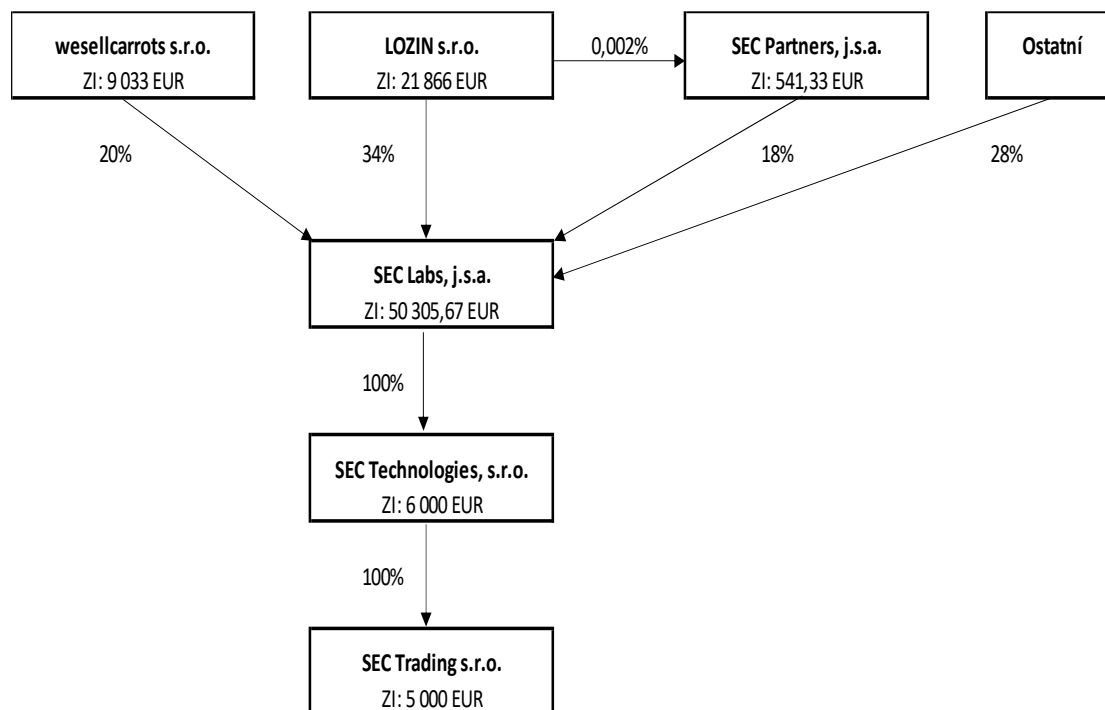 wesellcarrots s.r.o.
ZI: 9 033 EUR
LOZIN s.r.o.
ZI: 21 866 EUR
0,002%
SEC Partners, j.s.a.
ZI: 541,33 EUR
Ostatní
20%
34%
18%
28%
SEC Labs, j.s.a.
ZI: 50 305,67 EUR
100%
SEC Technologies, s.r.o.
ZI: 6 000 EUR
100%
SEC Trading s.r.o.
ZI: 5 000 EUR